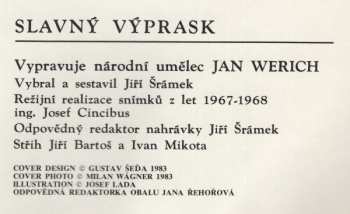 SLAVNÝ VÝPRASK
Vypravuje národní umělec JAN WERICH
Vybral a sestavil Jiří Šrámek
Režijní realizace snímků z let 1967-1968
ing. Josef Cincibus
Odpovědný redaktor nahrávky Jiří Šrámek
Střih Jiří Bartoš a Ivan Mikota
COVER DESIGN © GUSTAV ŠEĎA 1983
COVER PHOTO © MILAN WÁGNER 1983
ILLUSTRATION © JOSEF LADA
ODPOVĚDNÁ REDAKTORKA OBALU JANA ŘEHOŘOVÁ